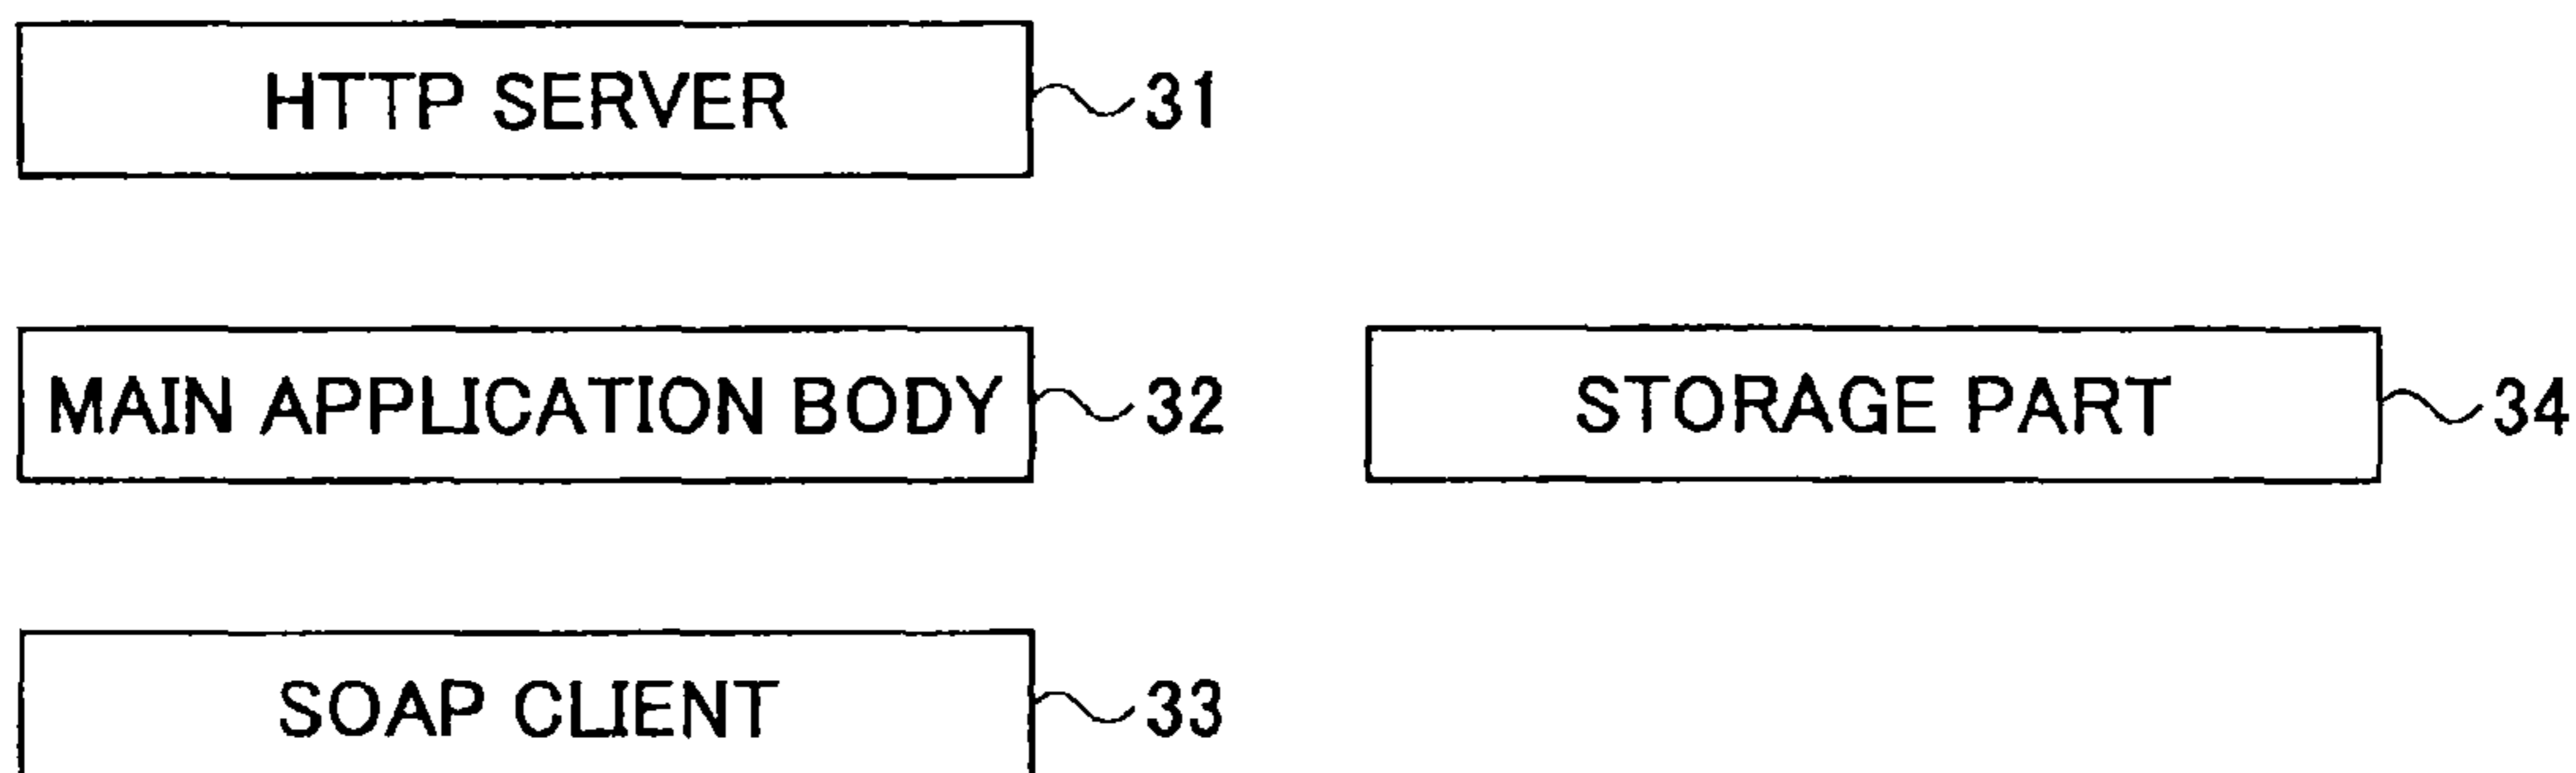 HTTP SERVER 31
MAIN APPLICATION BODY 32 STORAGE PART 34
SOAP CLIENT 33